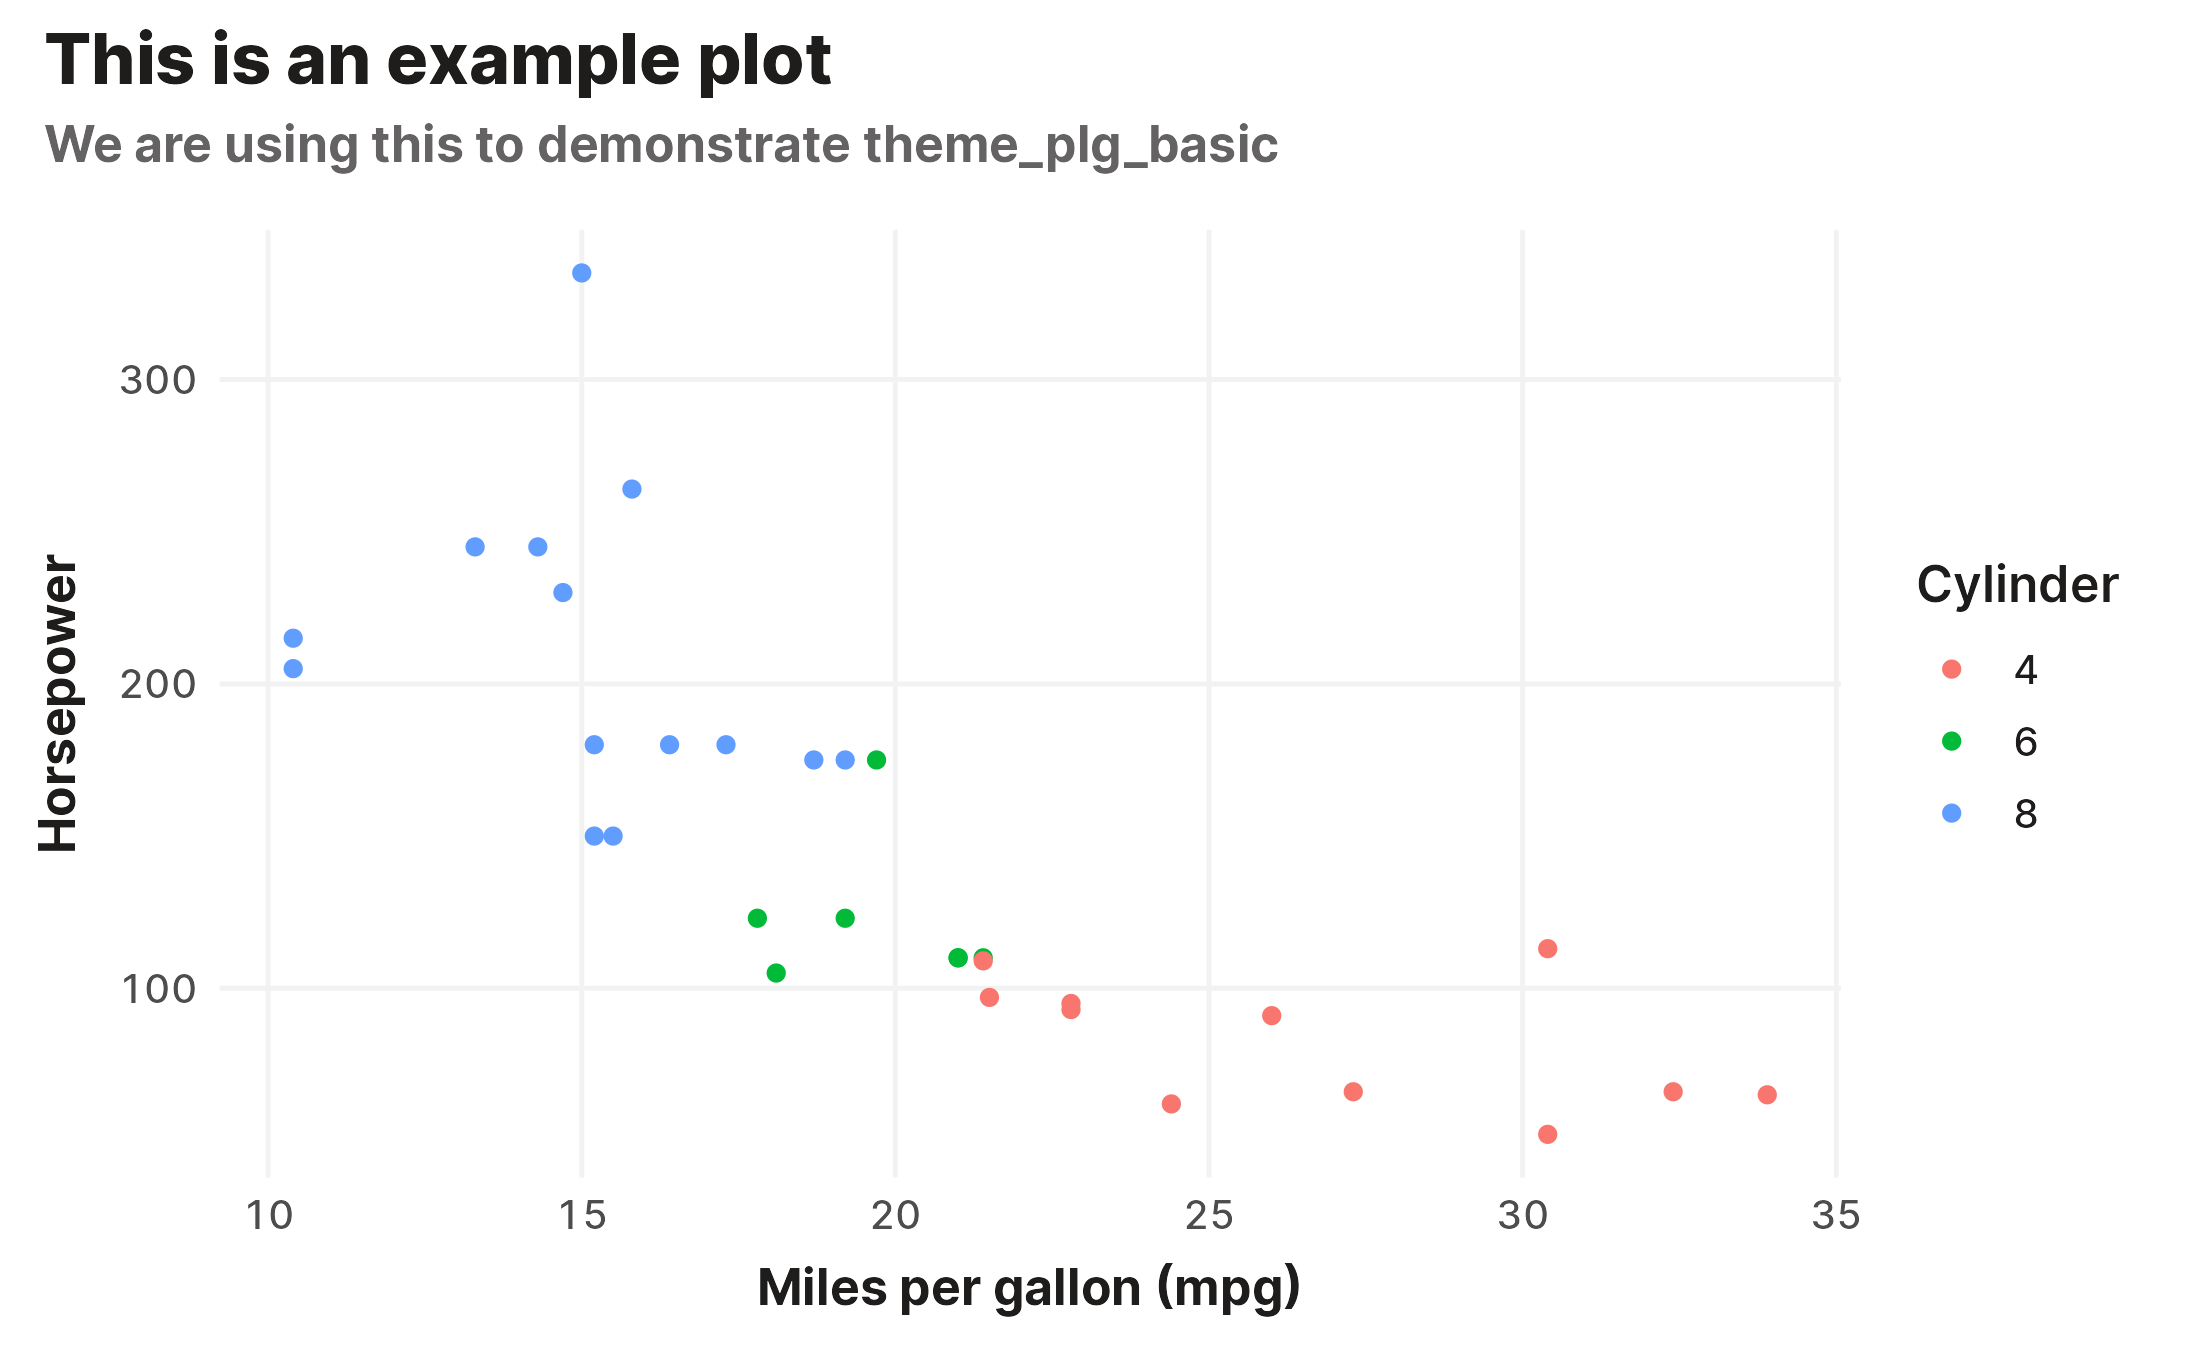 This is an example plot
We are using this to demonstrate theme_plg_basic
Horsepower
300
200
100
10 15 20 25 30 35
Miles per gallon (mpg)
Cylinder
4
6
8